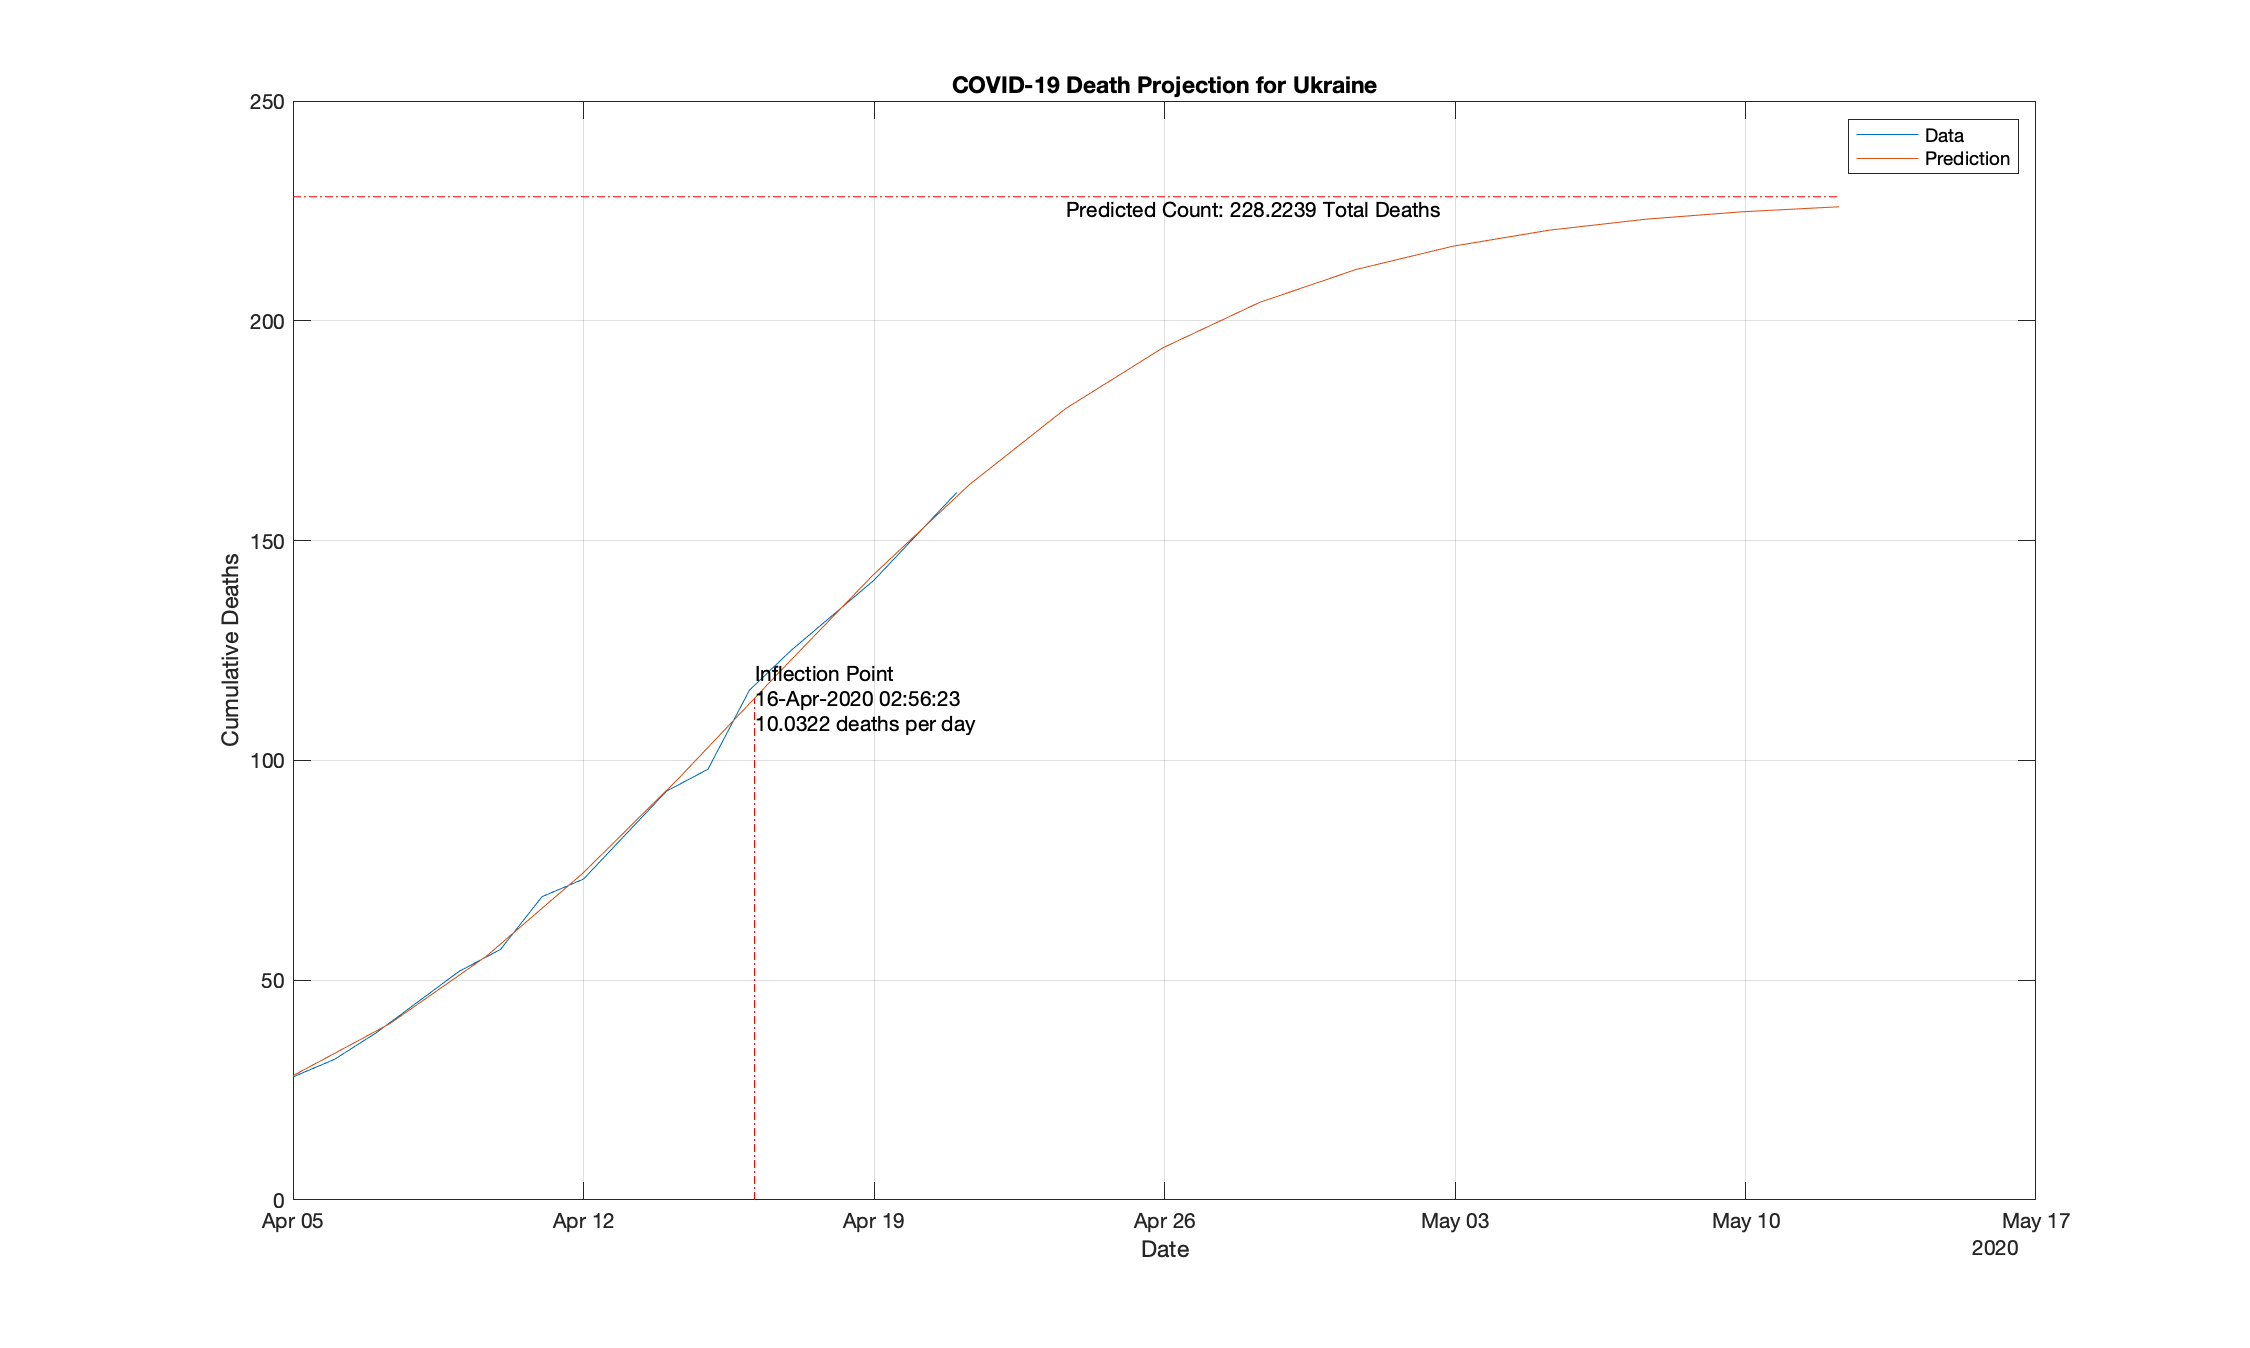 COVID-19 Death Projection for Ukraine
250
200
150
100
50
0
Cumulative Deaths
Data
Prediction
Predicted Count: 228.2239 Total Deaths
Inflection Point
16-Apr-2020 02:56:23
10.0322 deaths per day
Apr 05
Apr 12
Apr 19
Apr 26
May 03
May 10
May 17
Date
2020